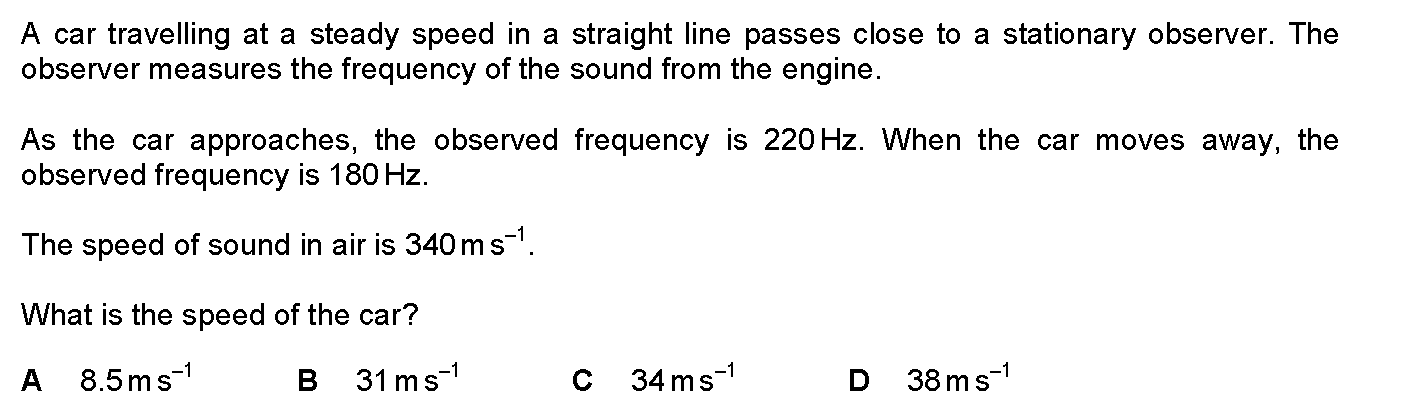 A car travelling at a steady speed in a straight line passes close to a stationary observer. The
observer measures the frequency of the sound from the engine.
As the car approaches, the observed frequency is 220 Hz. When the car moves away, the
observed frequency is 180 Hz.
The speed of sound in air is 340 m s⁻¹.
What is the speed of the car?
A 8.5 m s⁻¹ B 31 m s⁻¹ C 34 m s⁻¹ D 38 m s⁻¹